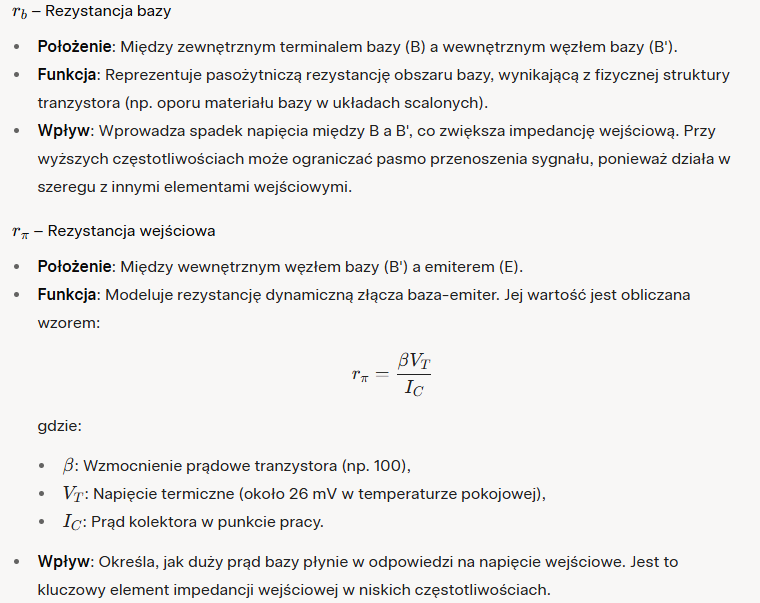 r_b – Rezystancja bazy
• Położenie: Między zewnętrznym terminalem bazy (B) a wewnętrznym węzłem bazy (B').
• Funkcja: Reprezentuje pasożytniczą rezystancję obszaru bazy, wynikającą z fizycznej struktury
tranzystora (np. oporu materiału bazy w układach scalonych).
• Wpływ: Wprowadza spadek napięcia między B a B', co zwiększa impedancję wejściową. Przy
wyższych częstotliwościach może ograniczać pasmo przenoszenia sygnału, ponieważ działa w
szeregu z innymi elementami wejściowymi.
r_π – Rezystancja wejściowa
• Położenie: Między wewnętrznym węzłem bazy (B') a emiterem (E).
• Funkcja: Modeluje rezystancję dynamiczną złącza baza-emiter. Jej wartość jest obliczana
wzorem:
r_π = βV_T / I_C
gdzie:
• β: Wzmocnienie prądowe tranzystora (np. 100),
• V_T: Napięcie termiczne (około 26 mV w temperaturze pokojowej),
• I_C: Prąd kolektora w punkcie pracy.
• Wpływ: Określa, jak duży prąd bazy płynie w odpowiedzi na napięcie wejściowe. Jest to
kluczowy element impedancji wejściowej w niskich częstotliwościach.